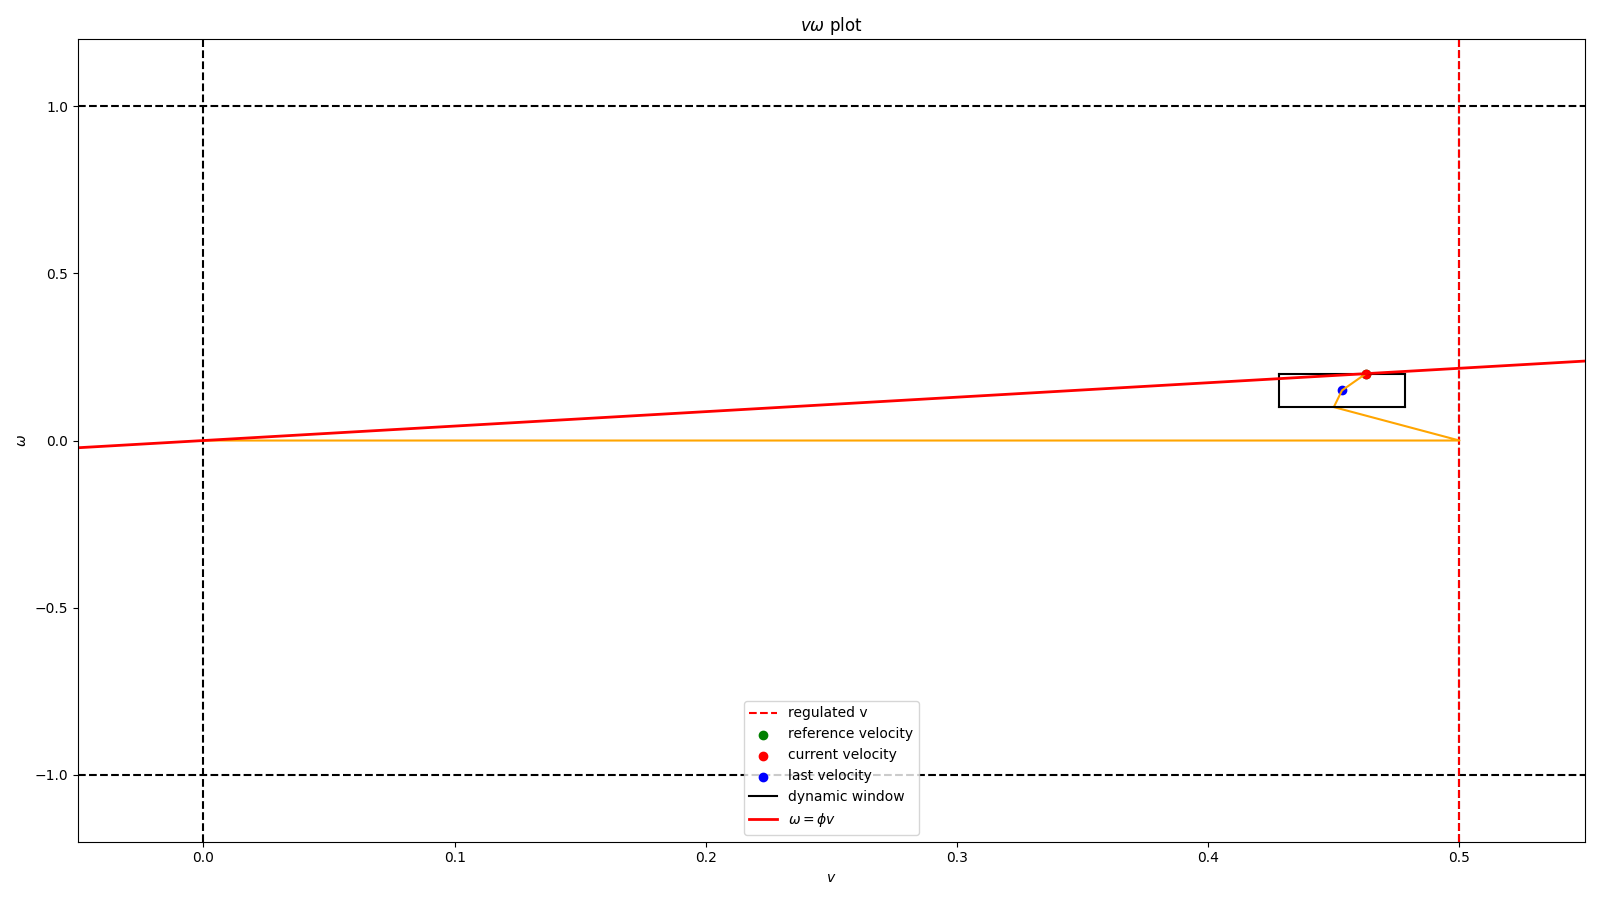 vω plot
1.0
0.5
0.0
−0.5
−1.0
ω
regulated v
reference velocity
current velocity
last velocity
dynamic window
ω = ϕv
0.0 0.1 0.2 0.3 0.4 0.5
v